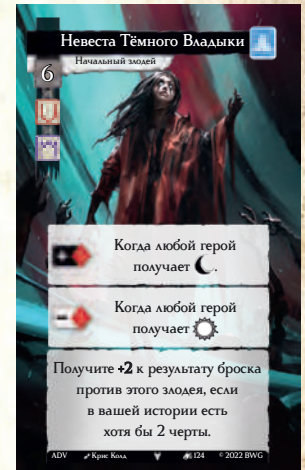 Невеста Тёмного Владыки
Начальный злодей
6
Когда любой герой
получает .
Когда любой герой
получает .
Получите +2 к результату броска
против этого злодея, если
в вашей истории есть
хотя бы 2 черты.
ADV Крис Колд 124 © 2022 BWG